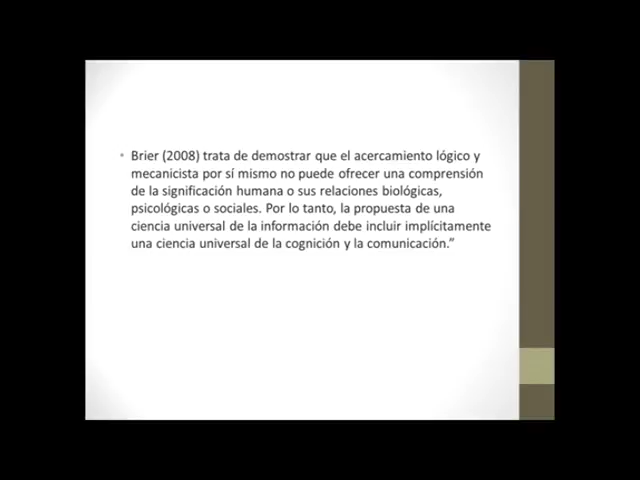 • Brier (2008) trata de demostrar que el acercamiento lógico y
mecanicista por sí mismo no puede ofrecer una comprensión
de la significación humana o sus relaciones biológicas,
psicológicas o sociales. Por lo tanto, la propuesta de una
ciencia universal de la información debe incluir implícitamente
una ciencia universal de la cognición y la comunicación.”